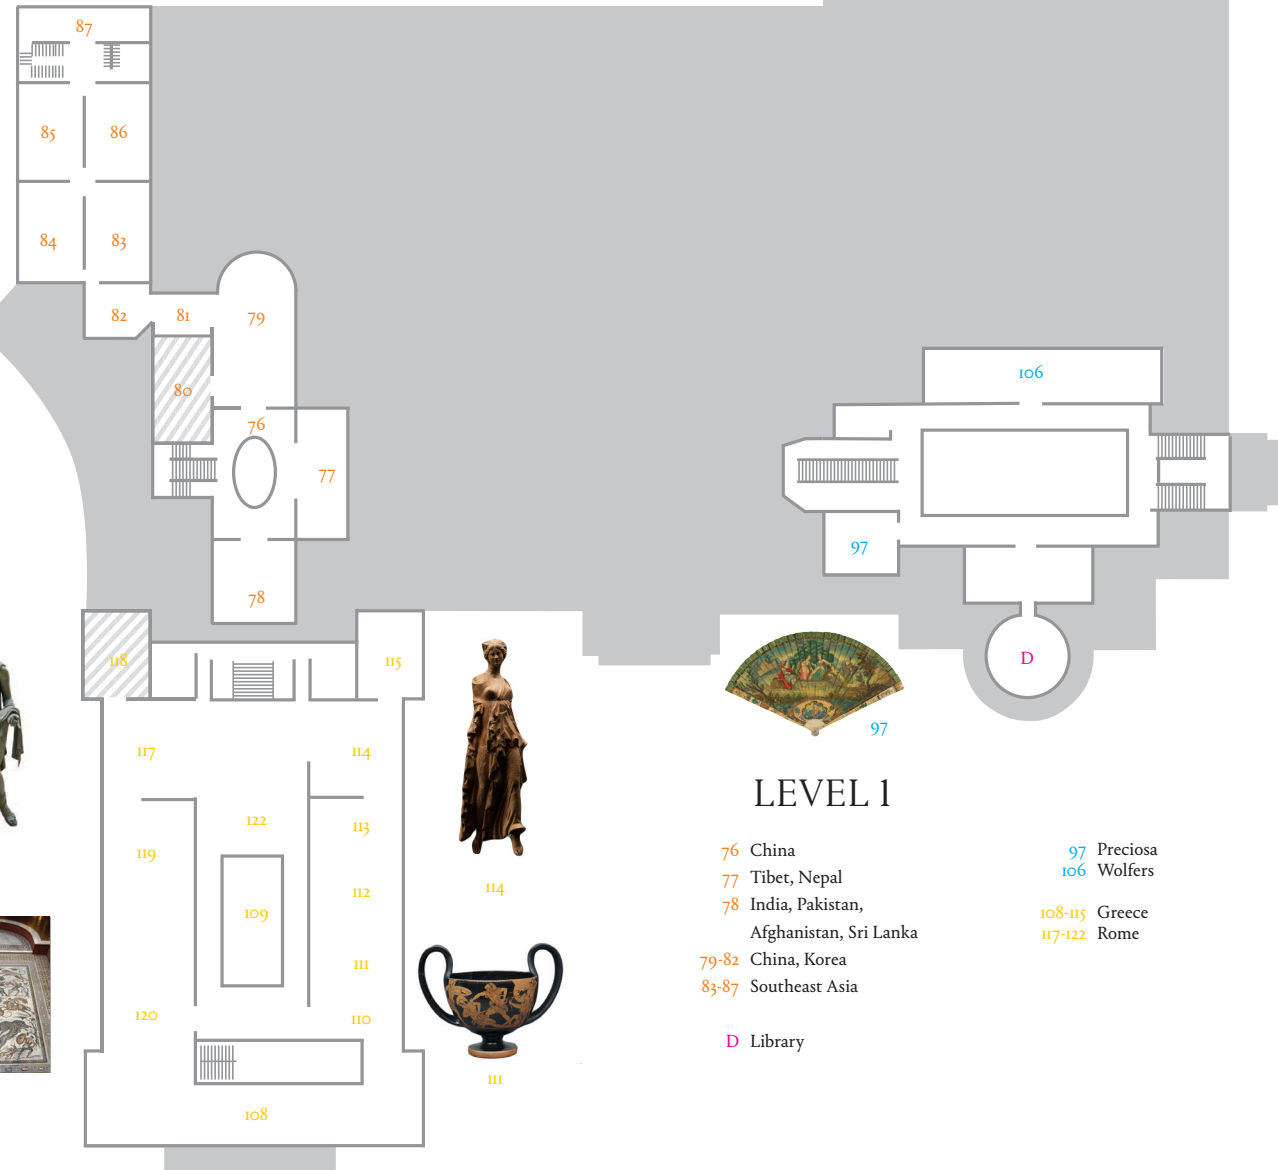 87
85
86
84
83
82
81
79
80
76
77
78
106
97
D
118
115
97
117
114
122
113
119
112
114
109
111
120
110
111
108
LEVEL 1
76 China
77 Tibet, Nepal
78 India, Pakistan,
Afghanistan, Sri Lanka
79-82 China, Korea
83-87 Southeast Asia
D Library
97 Preciosa
106 Wolfers
108-115 Greece
117-122 Rome